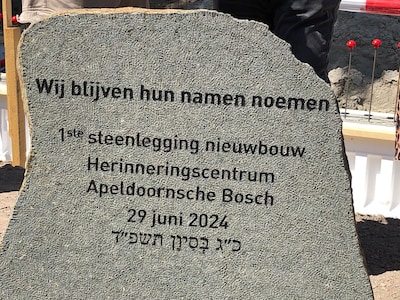 Wij blijven hun namen noemen
1ste steenlegging nieuwbouw
Herinneringscentrum
Apeldoornsche Bosch
29 juni 2024
כ״ג בְּסִיוָן תשפ״ד